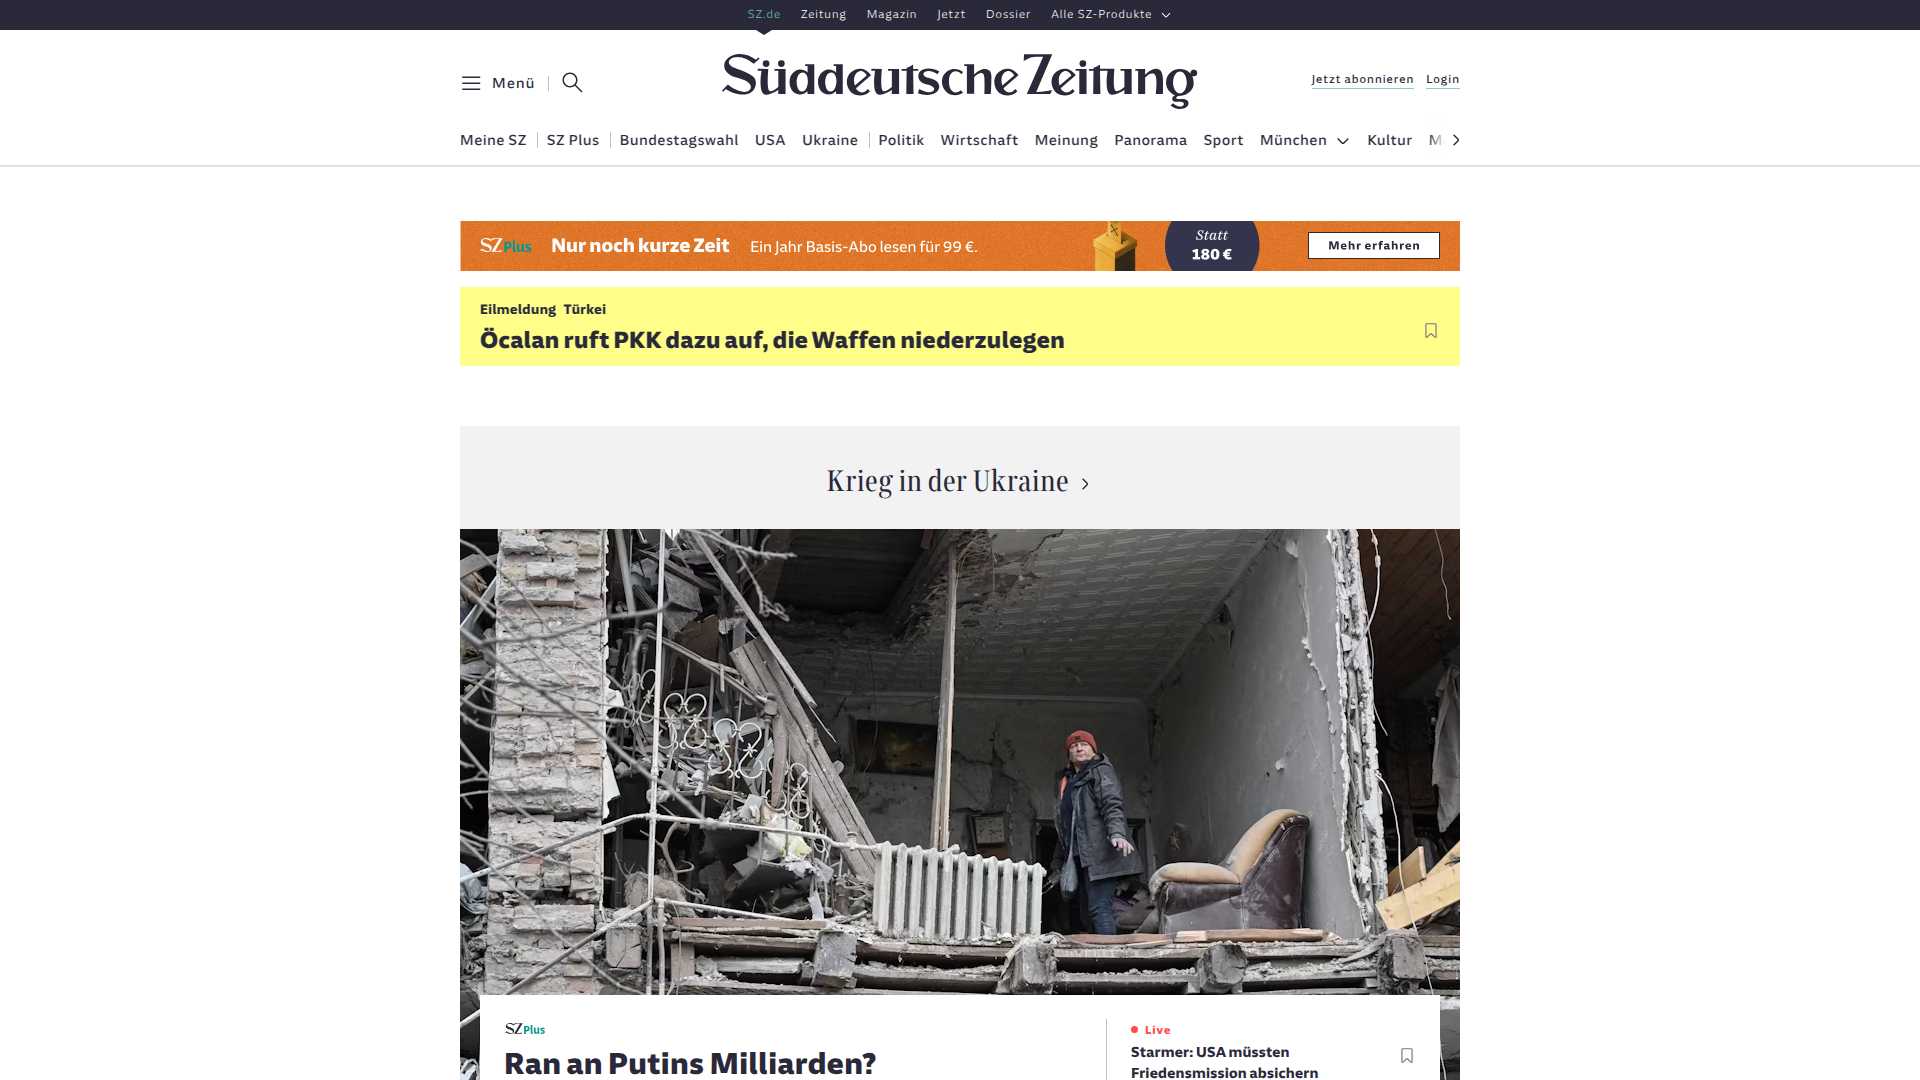 SZ.de Zeitung Magazin Jetzt Dossier Alle SZ-Produkte
Menü
Süddeutsche Zeitung
Jetzt abonnieren Login
Meine SZ SZ Plus Bundestagswahl USA Ukraine Politik Wirtschaft Meinung Panorama Sport München Kultur M
SZ Plus Nur noch kurze Zeit Ein Jahr Basis-Abo lesen für 99 €.
Statt
180 €
Mehr erfahren
Eilmeldung Türkei
Öcalan ruft PKK dazu auf, die Waffen niederzulegen
Krieg in der Ukraine
SZ Plus
Ran an Putins Milliarden?
Live
Starmer: USA müssten
Friedensmission absichern